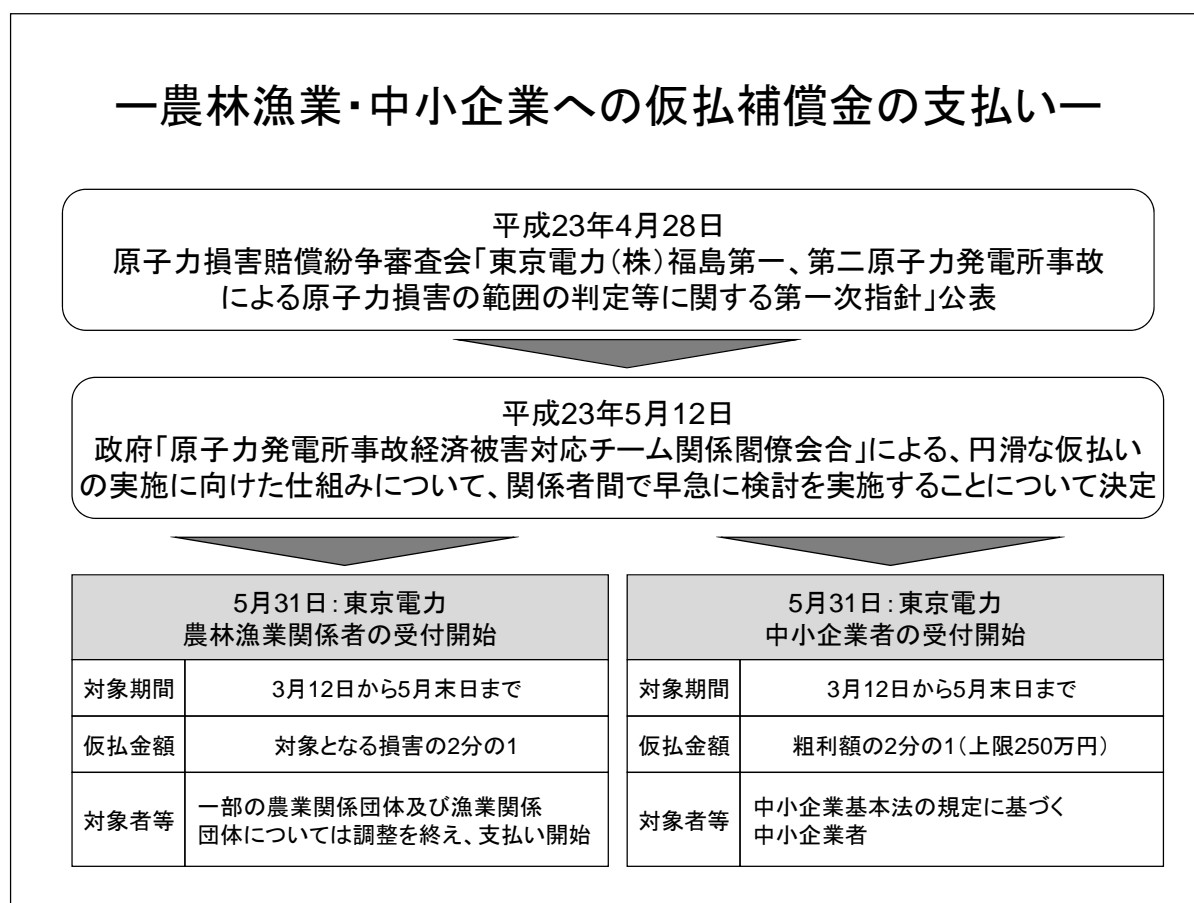 ―農林漁業・中小企業への仮払補償金の支払い―
平成23年4月28日
原子力損害賠償紛争審査会「東京電力(株)福島第一、第二原子力発電所事故
による原子力損害の範囲の判定等に関する第一次指針」公表
平成23年5月12日
政府「原子力発電所事故経済被害対応チーム関係閣僚会合」による、円滑な仮払い
の実施に向けた仕組みについて、関係者間で早急に検討を実施することについて決定
5月31日：東京電力
農林漁業関係者の受付開始
対象期間
3月12日から5月末日まで
仮払金額
対象となる損害の2分の1
対象者等
一部の農業関係団体及び漁業関係
団体については調整を終え、支払い開始
5月31日：東京電力
中小企業者の受付開始
対象期間
3月12日から5月末日まで
仮払金額
粗利額の2分の1(上限250万円)
対象者等
中小企業基本法の規定に基づく
中小企業者